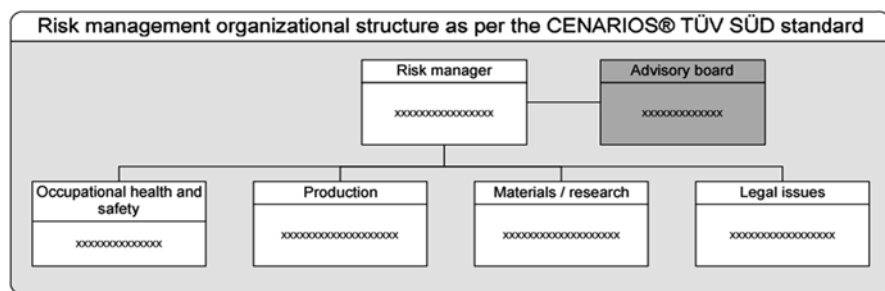 Risk management organizational structure as per the CENARIOS® TÜV SÜD standard
Risk manager
xxxxxxxxxxxxxxxx
Advisory board
xxxxxxxxxxxxx
Occupational health and
safety
xxxxxxxxxxxxxx
Production
xxxxxxxxxxxxxxxxxxx
Materials / research
xxxxxxxxxxxxxxxxxxx
Legal issues
xxxxxxxxxxxxxxxxx